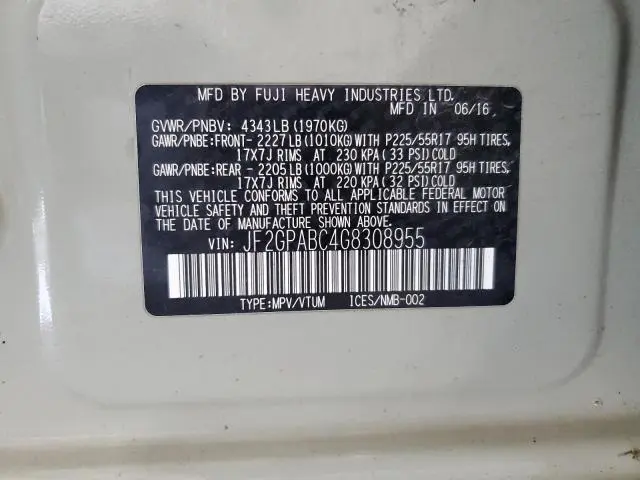 MFD BY FUJI HEAVY INDUSTRIES LTD.
MFD IN 06/16
GVWR/PNBV: 4343LB (1970KG)
GAWR/PNBE:FRONT- 2227LB (1010KG) WITH P225/55R17 95H TIRES,
17X7J RIMS AT 230 KPA (33 PSI) COLD
GAWR/PNBE:REAR - 2205LB (1000KG) WITH P225/55R17 95H TIRES,
17X7J RIMS AT 220 KPA (32 PSI) COLD
THIS VEHICLE CONFORMS TO ALL APPLICABLE FEDERAL MOTOR
VEHICLE SAFETY AND THEFT PREVENTION STANDARDS IN EFFECT ON
THE DATE OF MANUFACTURE SHOWN ABOVE.
VIN: JF2GPABC4G8308955
TYPE:MPV/VTUM ICES/NMB-002